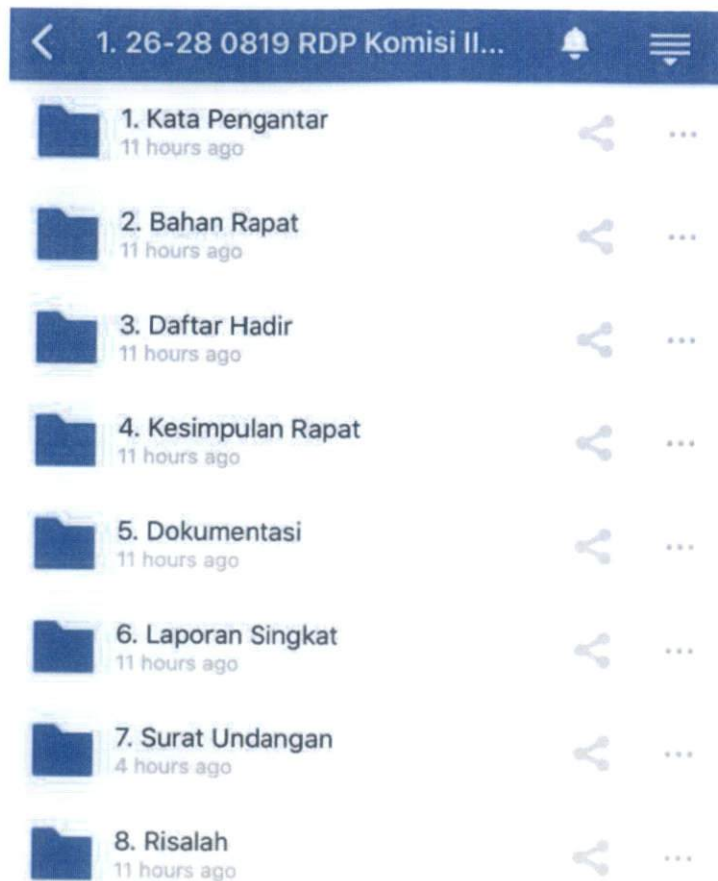 1. 26-28 0819 RDP Komisi II...
1. Kata Pengantar
11 hours ago
2. Bahan Rapat
11 hours ago
3. Daftar Hadir
11 hours ago
4. Kesimpulan Rapat
11 hours ago
5. Dokumentasi
11 hours ago
6. Laporan Singkat
11 hours ago
7. Surat Undangan
4 hours ago
8. Risalah
11 hours ago